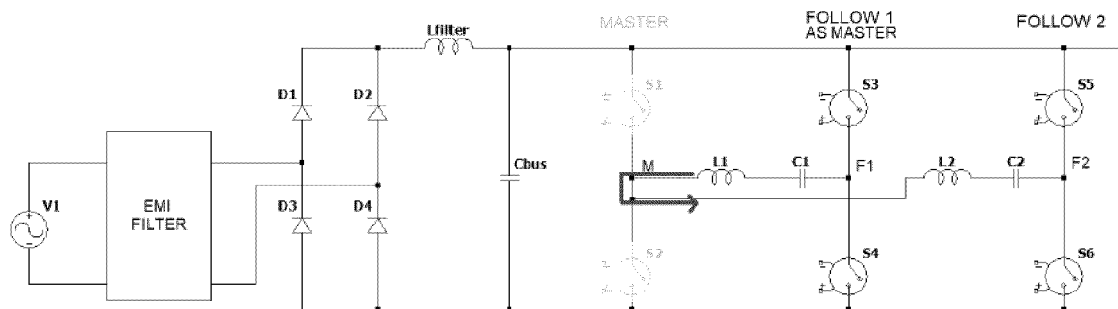 MASTER
FOLLOW 1
AS MASTER
FOLLOW 2
Lfilter
D1
D2
S1
S3
S5
EMI
FILTER
V1
Cbus
M
L1
C1
F1
L2
C2
F2
D3
D4
S2
S4
S6